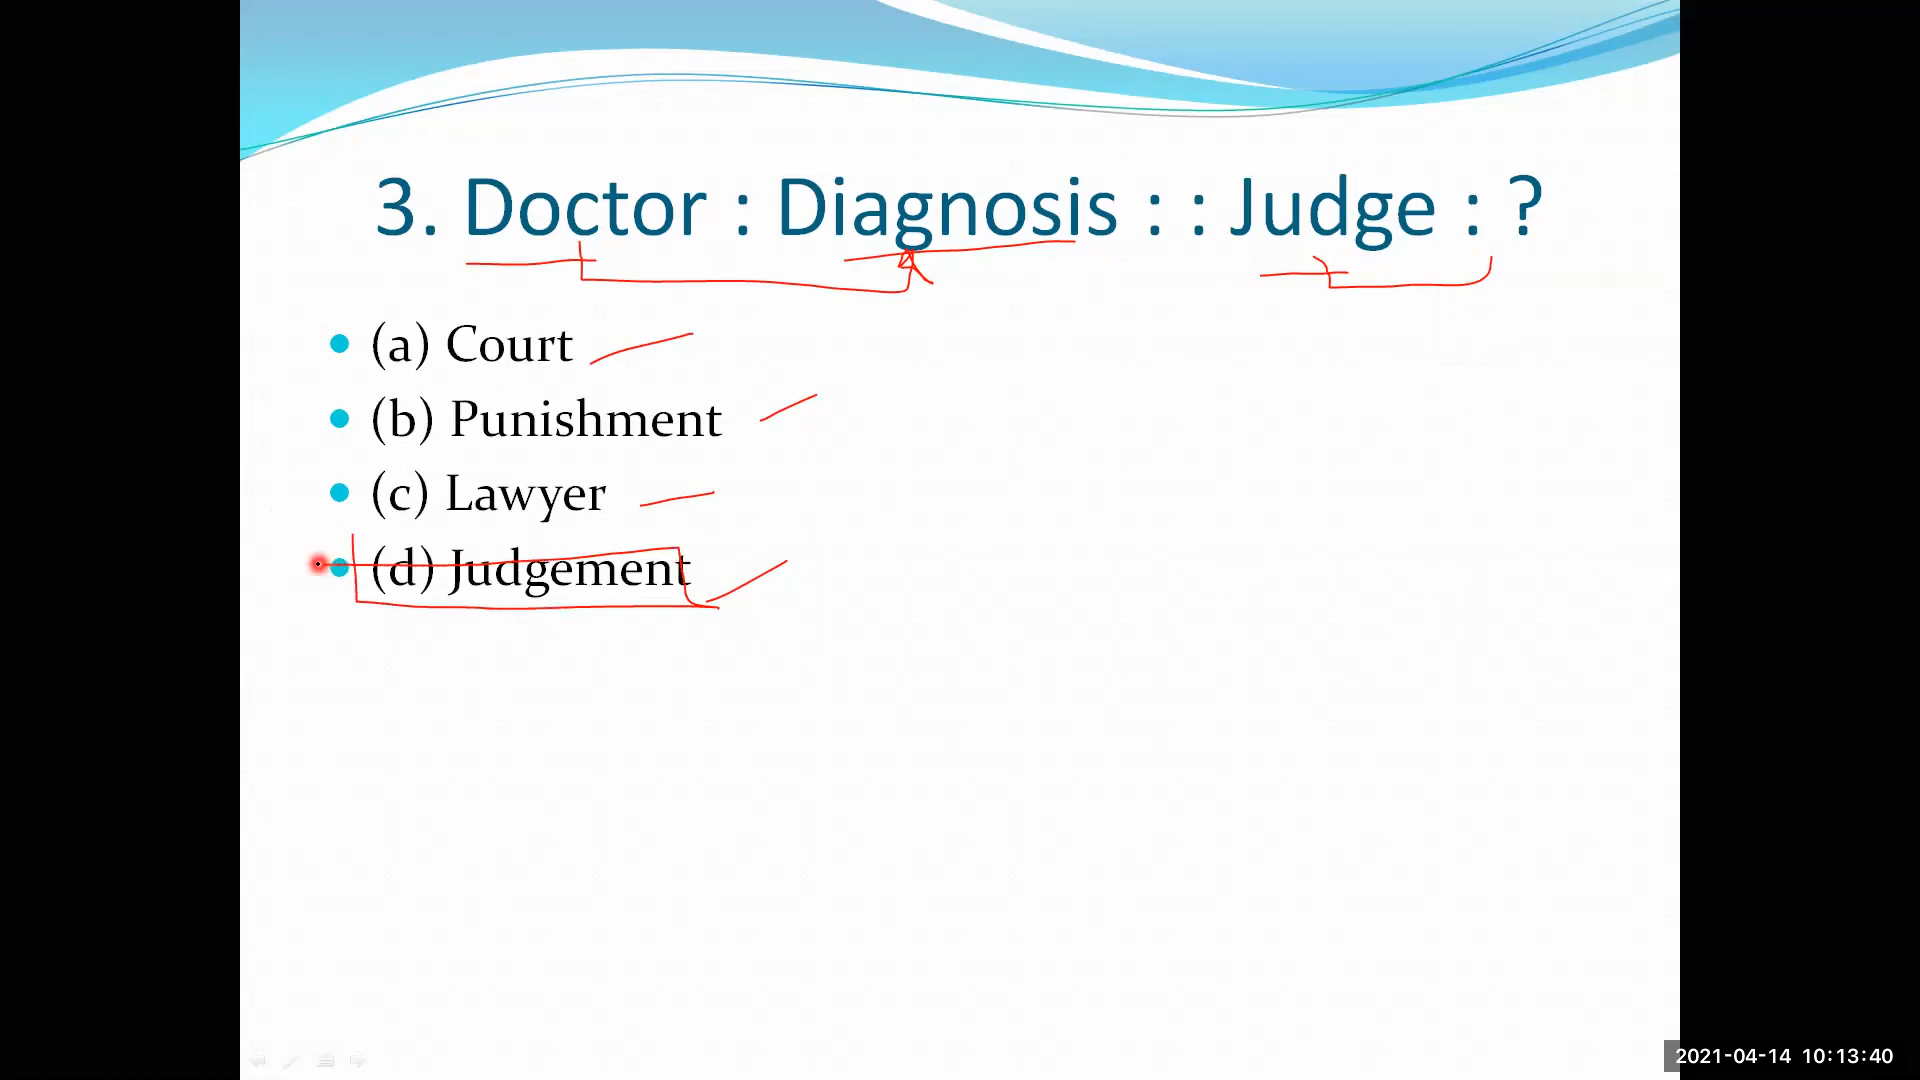 3. Doctor : Diagnosis : : Judge : ?
(a) Court
(b) Punishment
(c) Lawyer
(d) Judgement
2021-04-14 10:13:40